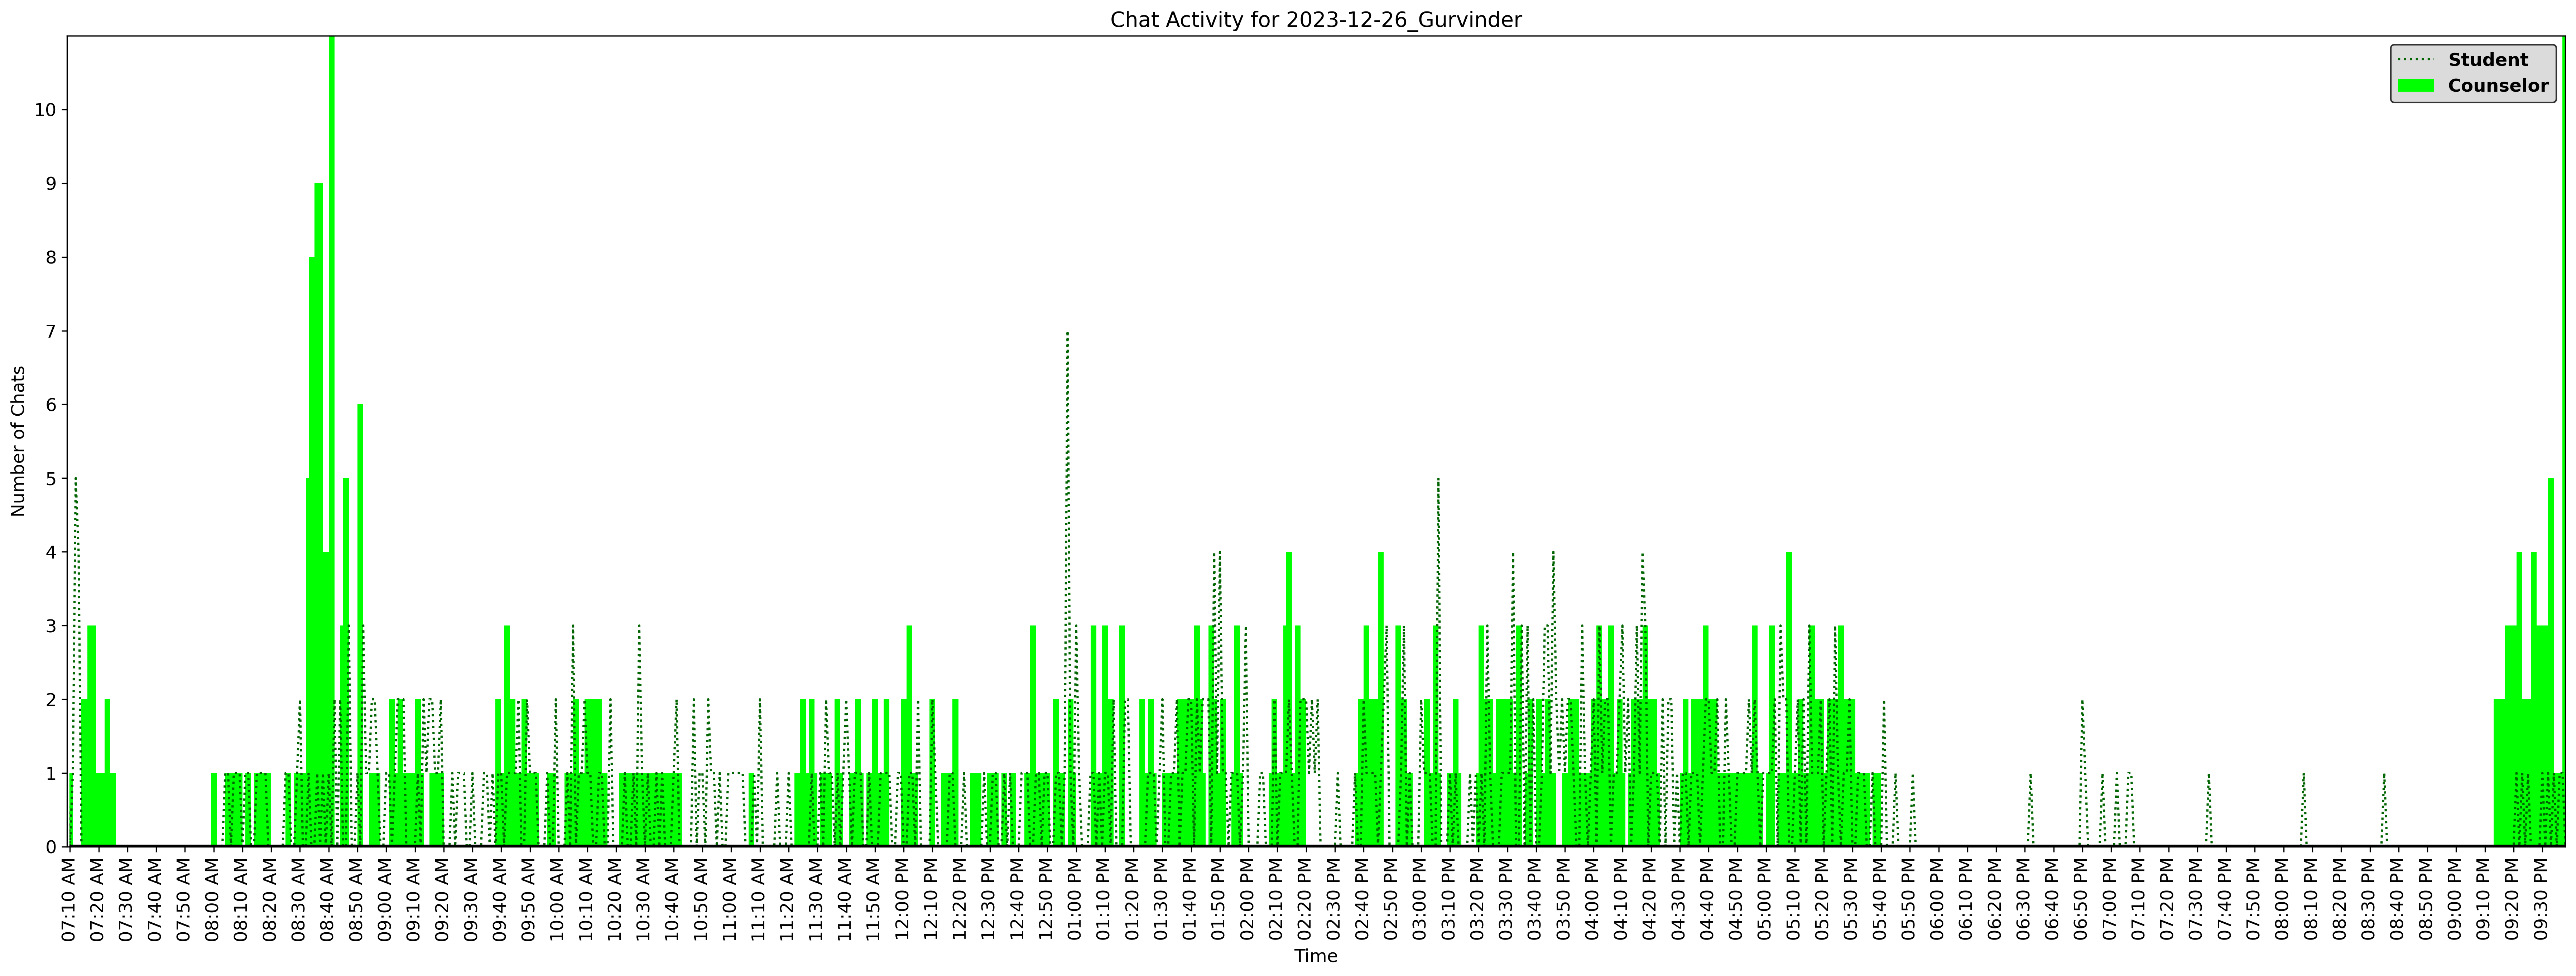 Chat Activity for 2023-12-26_Gurvinder
Student
Counselor
Number of Chats
10
9
8
7
6
5
4
3
2
1
0
07:10 AM
07:20 AM
07:30 AM
07:40 AM
07:50 AM
08:00 AM
08:10 AM
08:20 AM
08:30 AM
08:40 AM
08:50 AM
09:00 AM
09:10 AM
09:20 AM
09:30 AM
09:40 AM
09:50 AM
10:00 AM
10:10 AM
10:20 AM
10:30 AM
10:40 AM
10:50 AM
11:00 AM
11:10 AM
11:20 AM
11:30 AM
11:40 AM
11:50 AM
12:00 PM
12:10 PM
12:20 PM
12:30 PM
12:40 PM
12:50 PM
01:00 PM
01:10 PM
01:20 PM
01:30 PM
01:40 PM
01:50 PM
02:00 PM
02:10 PM
02:20 PM
02:30 PM
02:40 PM
02:50 PM
03:00 PM
03:10 PM
03:20 PM
03:30 PM
03:40 PM
03:50 PM
04:00 PM
04:10 PM
04:20 PM
04:30 PM
04:40 PM
04:50 PM
05:00 PM
05:10 PM
05:20 PM
05:30 PM
05:40 PM
05:50 PM
06:00 PM
06:10 PM
06:20 PM
06:30 PM
06:40 PM
06:50 PM
07:00 PM
07:10 PM
07:20 PM
07:30 PM
07:40 PM
07:50 PM
08:00 PM
08:10 PM
08:20 PM
08:30 PM
08:40 PM
08:50 PM
09:00 PM
09:10 PM
09:20 PM
09:30 PM
Time